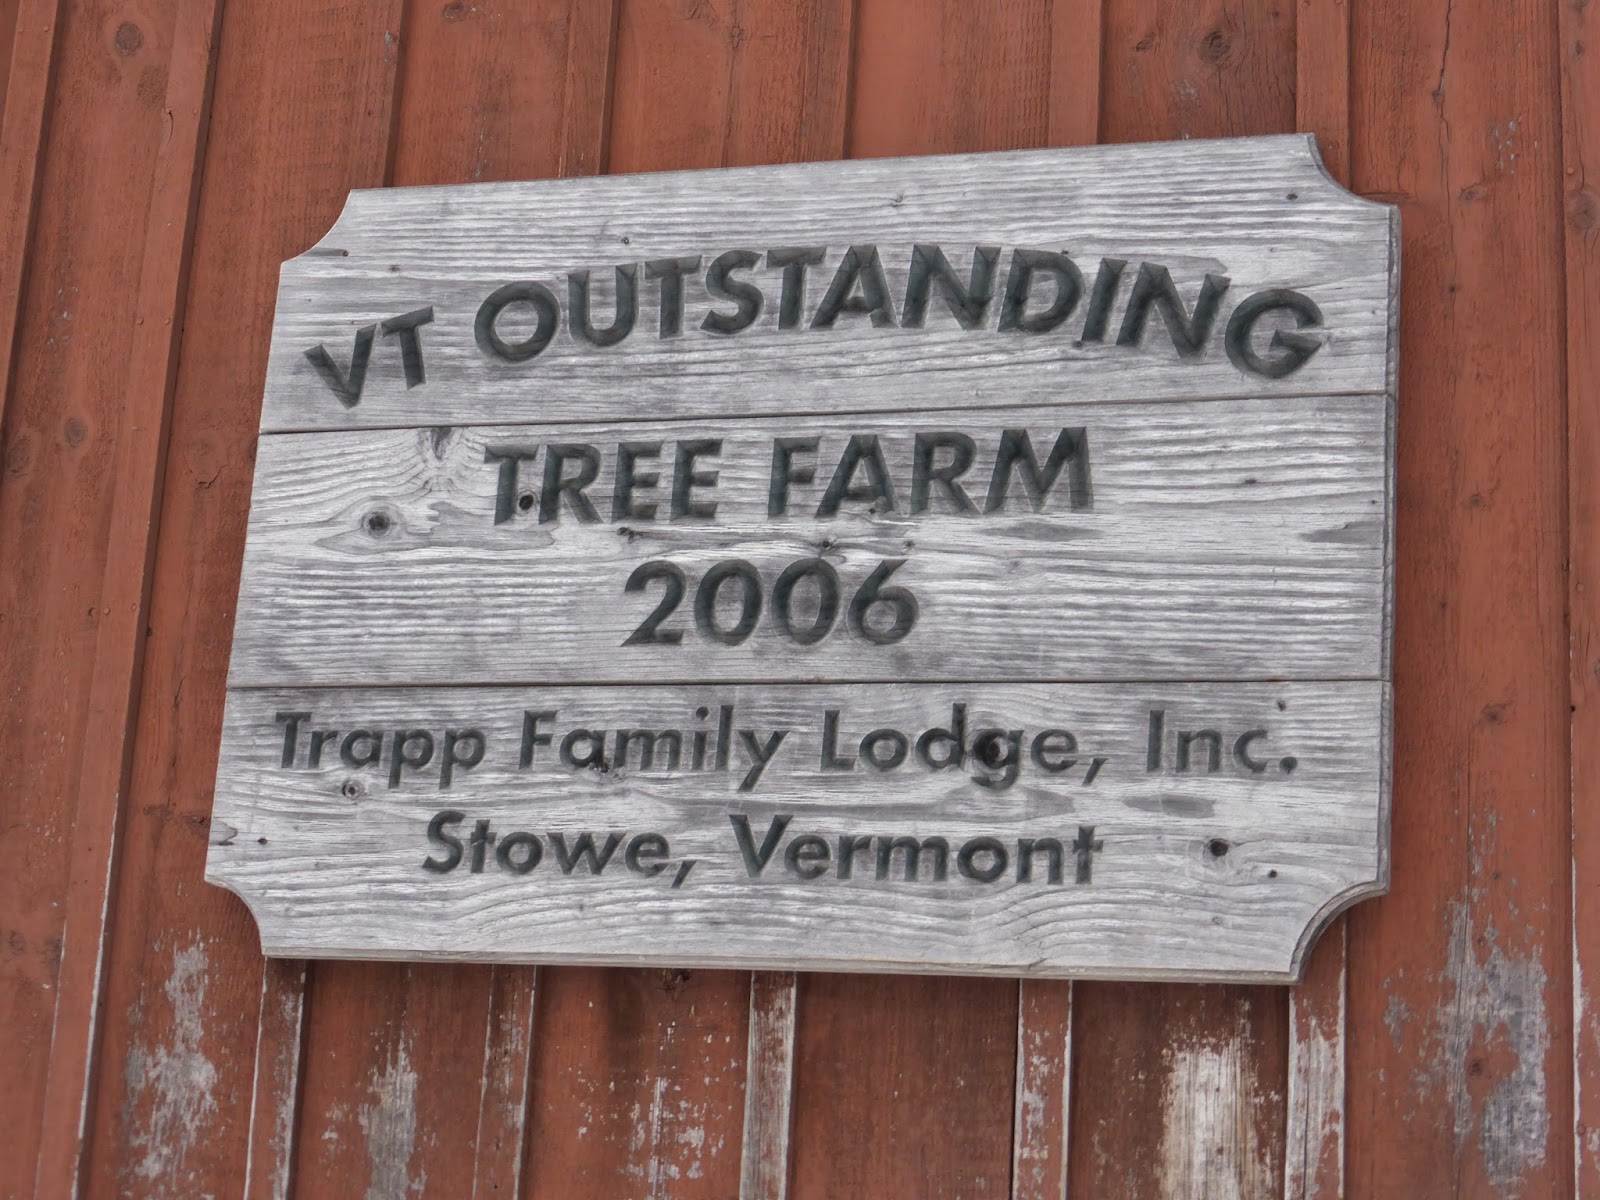 VT OUTSTANDING
TREE FARM
2006
Trapp Family Lodge, Inc.
Stowe, Vermont